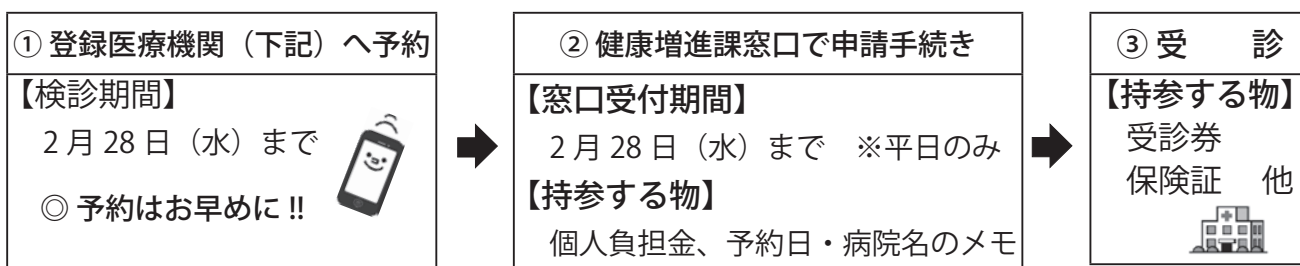 ① 登録医療機関（下記）へ予約
【検診期間】
2 月 28 日（水）まで
◎ 予約はお早めに !!
② 健康増進課窓口で申請手続き
【窓口受付期間】
2 月 28 日（水）まで ※平日のみ
【持参する物】
個人負担金、予約日・病院名のメモ
③ 受 診
【持参する物】
受診券
保険証 他